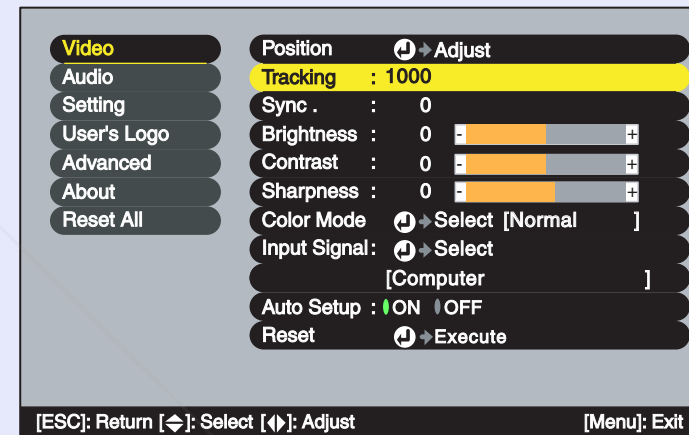 Video
Audio
Setting
User's Logo
Advanced
About
Reset All
Position Adjust
Tracking : 1000
Sync . : 0
Brightness : 0 - +
Contrast : 0 - +
Sharpness : 0 - +
Color Mode Select [Normal ]
Input Signal : Select
[Computer ]
Auto Setup : ON OFF
Reset Execute
[ESC]: Return [ ]: Select [ ]: Adjust [Menu]: Exit